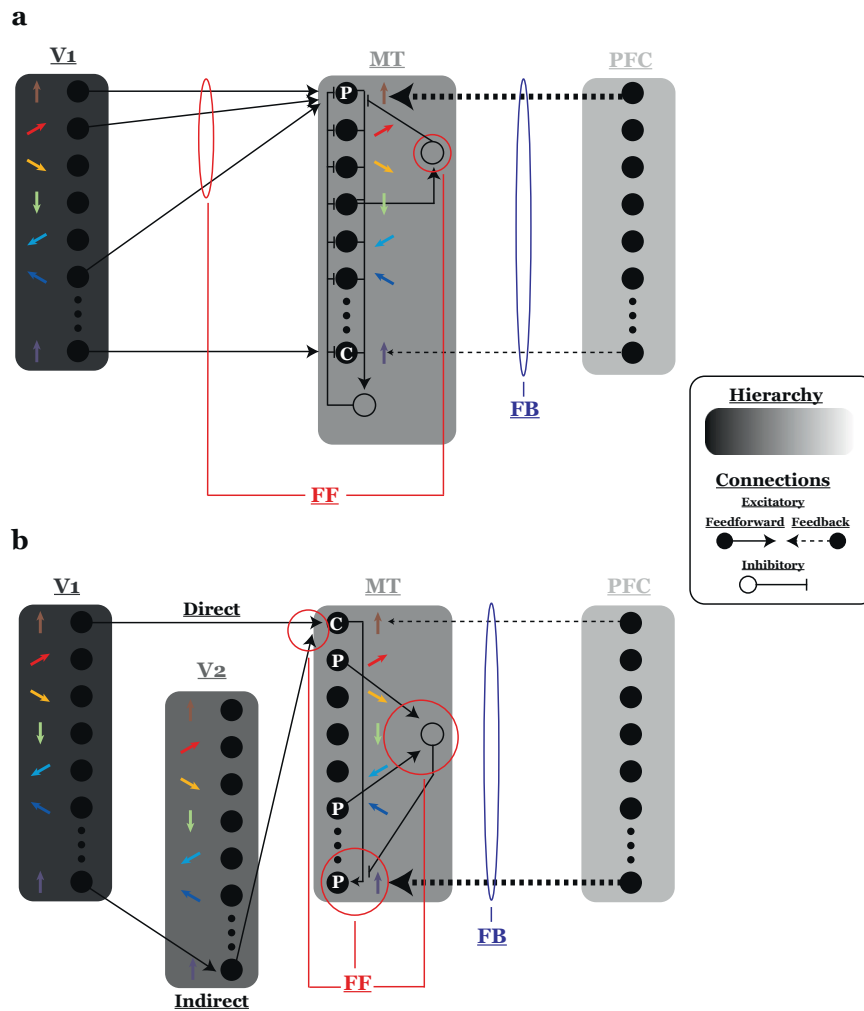 a
V1
MT
PFC
P
C
FB
FF
Hierarchy
Connections
Excitatory
Feedforward Feedback
Inhibitory
b
V1
Direct
MT
PFC
C
V2
P
P
P
FB
FF
Indirect